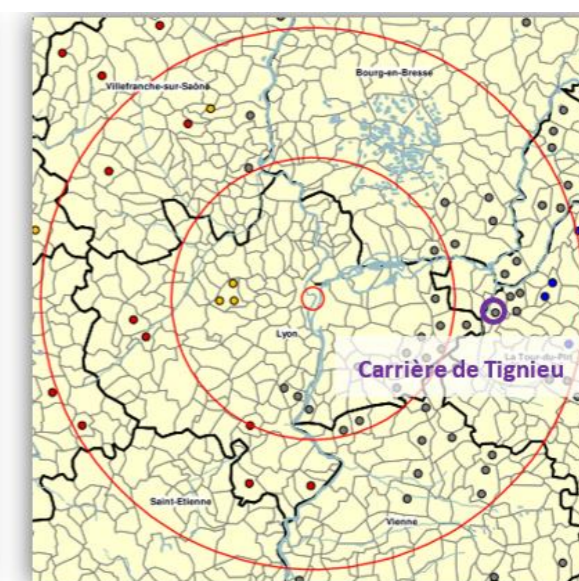 Bourg-en-Bresse
Villefranche-sur-Saône
Lyon
La Tour-du-Pin
Carrière de Tignieu
Saint-Etienne
Vienne